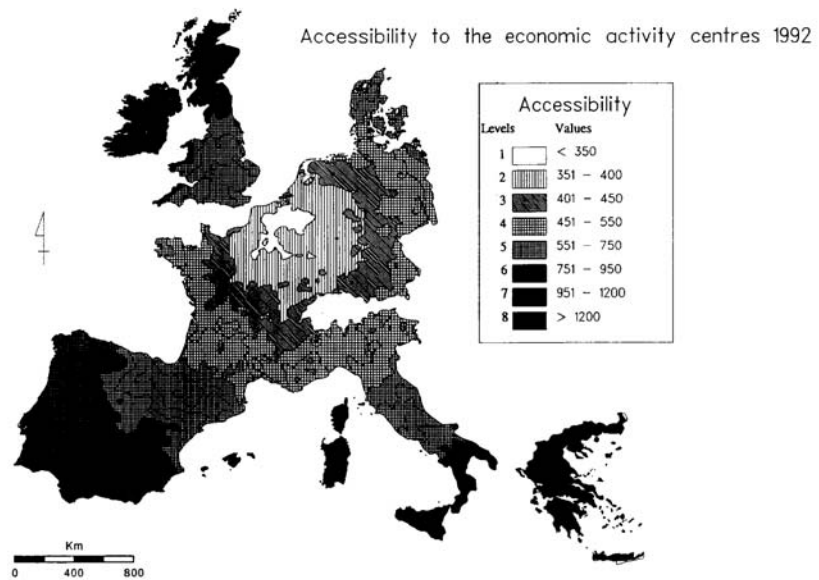 Accessibility to the economic activity centres 1992
Accessibility
Levels Values
1 < 350
2 351 - 400
3 401 - 450
4 451 - 550
5 551 - 750
6 751 - 950
7 951 - 1200
8 > 1200
Km
0 400 800